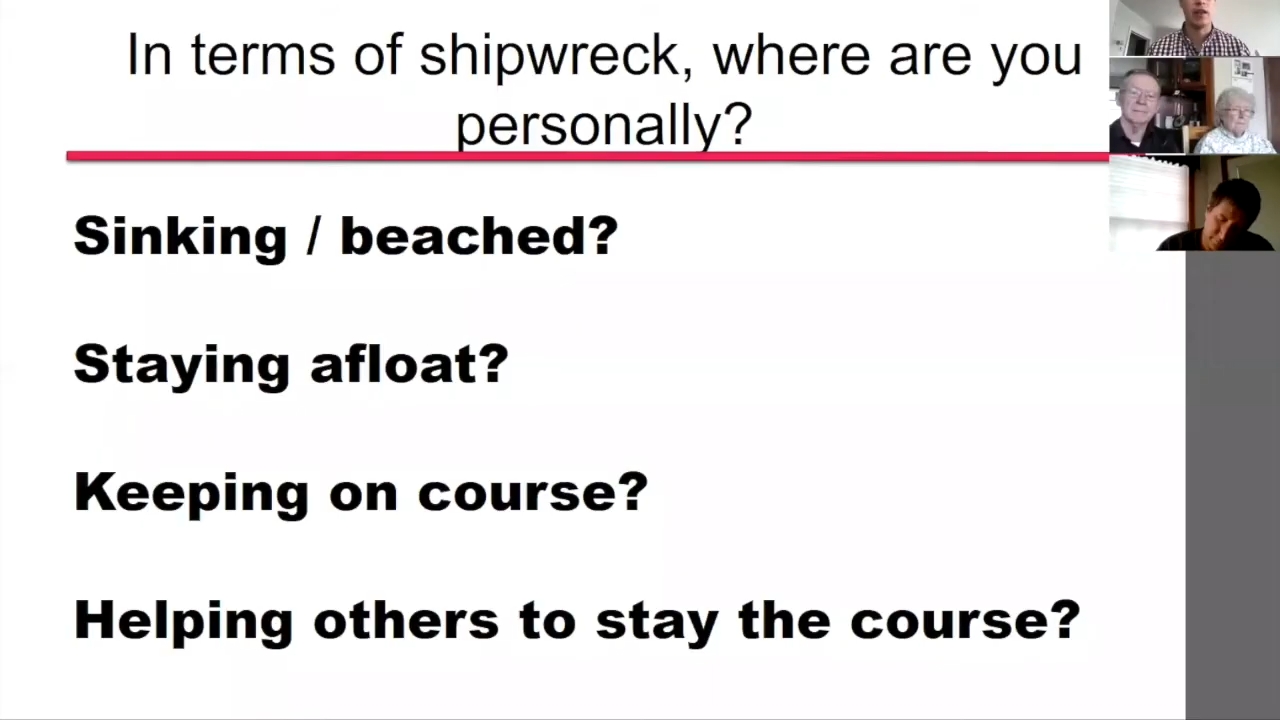 In terms of shipwreck, where are you
personally?
Sinking / beached?
Staying afloat?
Keeping on course?
Helping others to stay the course?